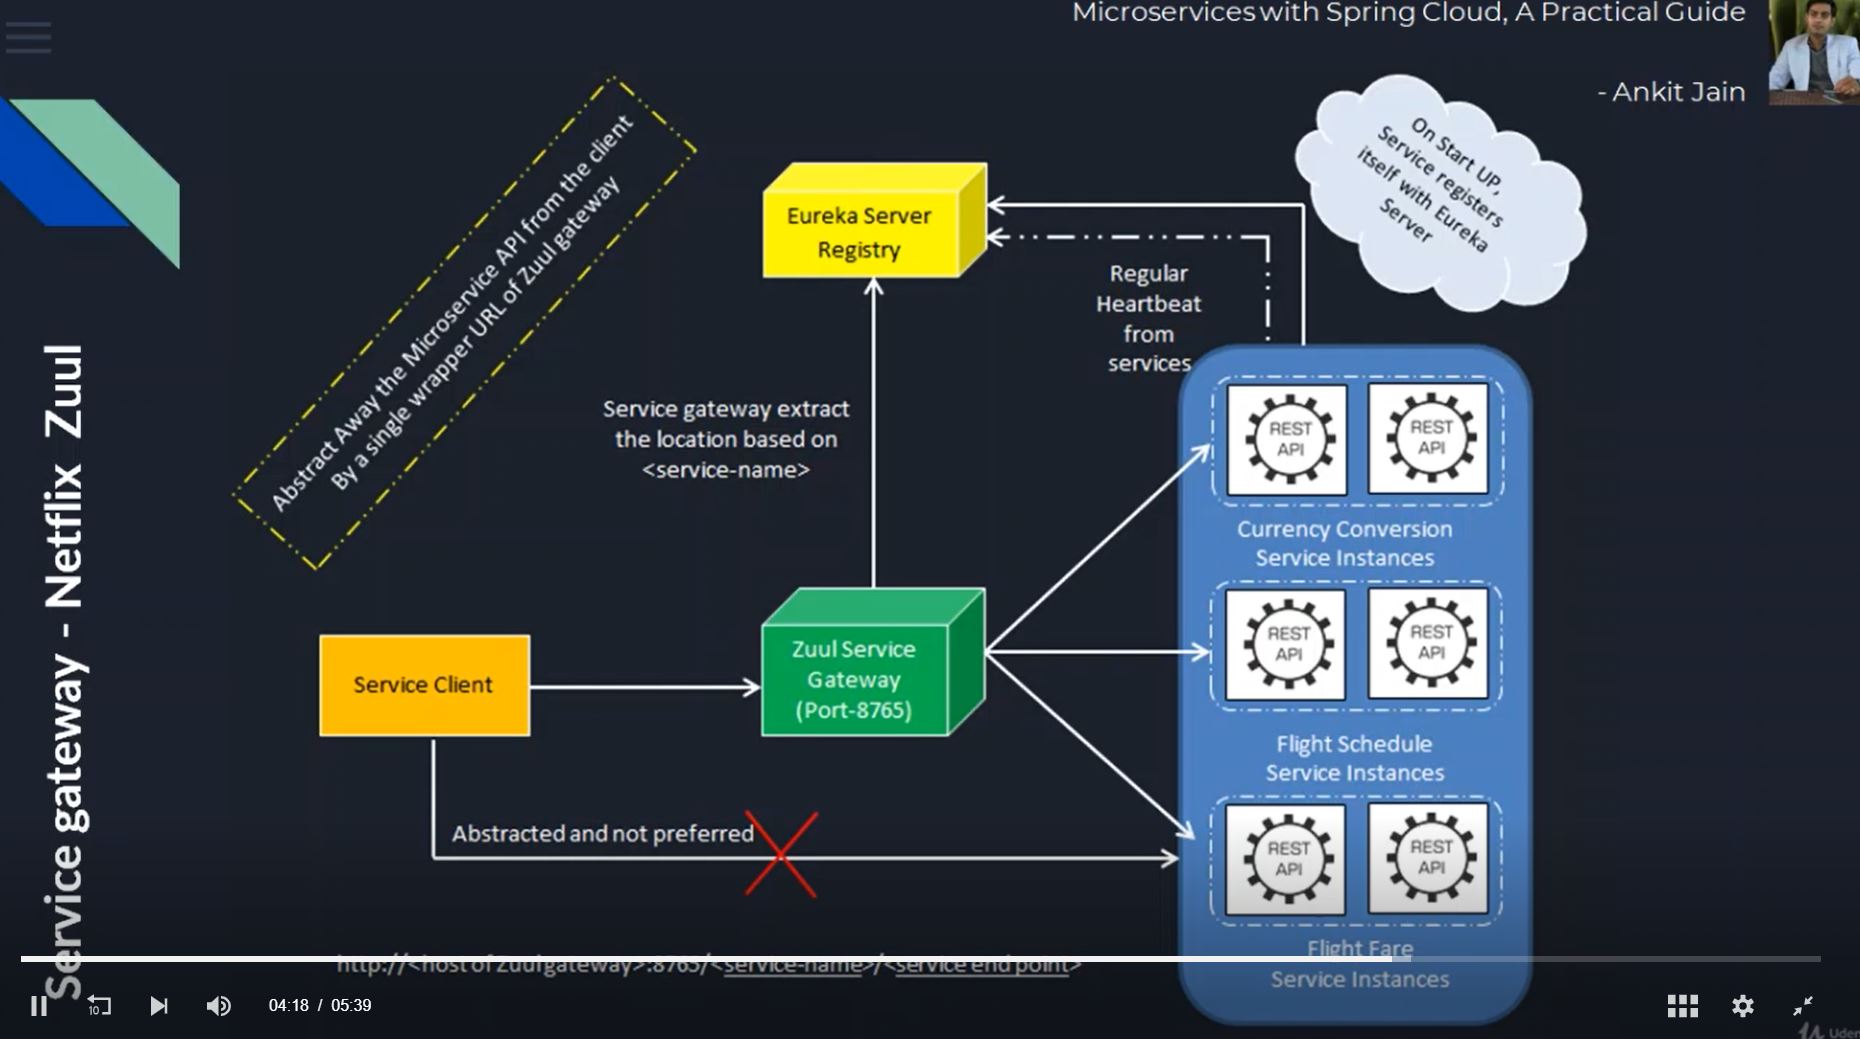 Microservices with Spring Cloud, A Practical Guide
- Ankit Jain
Service gateway - Netflix Zuul
Abstract Away the Microservice API from the client
By a single wrapper URL of Zuul gateway
Eureka Server
Registry
On Start UP,
Service registers
itself with Eureka
Server
Regular
Heartbeat
from
services
Service gateway extract
the location based on
<service-name>
REST
API
REST
API
Currency Conversion
Service Instances
Service Client
Zuul Service
Gateway
(Port-8765)
REST
API
REST
API
Flight Schedule
Service Instances
Abstracted and not preferred
REST
API
REST
API
Flight Fare
Service Instances
http://<host of Zuul gateway>:8765/<service-name>/<service end point>
10
04:18 / 05:39